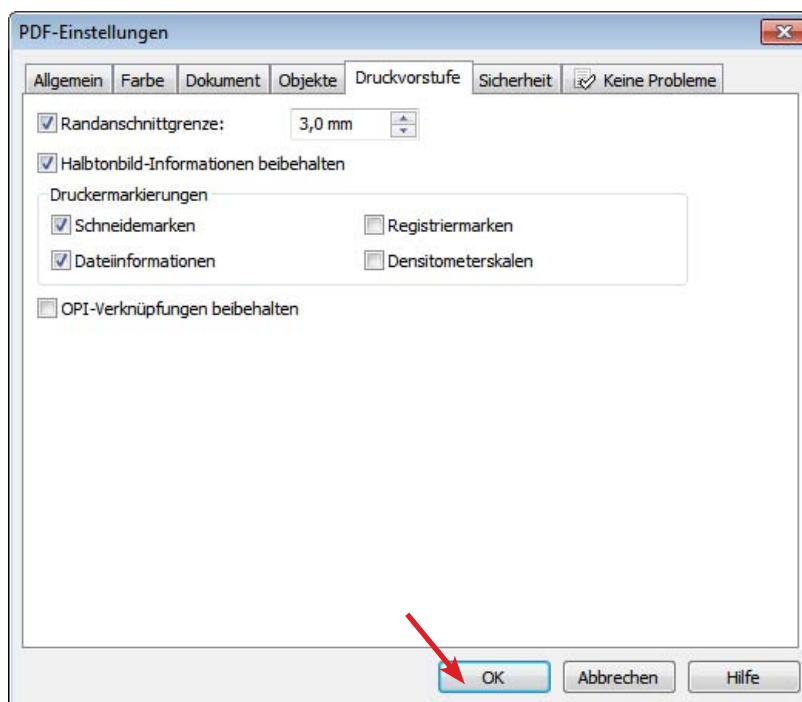 PDF-Einstellungen
Allgemein Farbe Dokument Objekte Druckvorstufe Sicherheit Keine Probleme
Randanschnittgrenze: 3,0 mm
Halbtonbild-Informationen beibehalten
Druckermarkierungen
Schneidemarken Registriermarken
Dateiinformationen Densitometerskalen
OPI-Verknüpfungen beibehalten
OK Abbrechen Hilfe